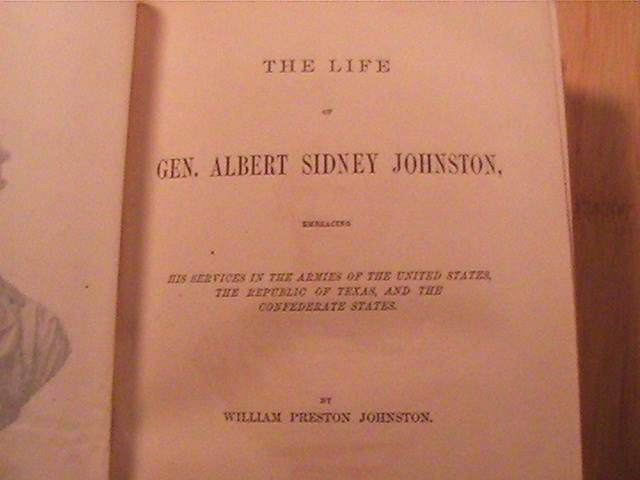 THE LIFE
OF
GEN. ALBERT SIDNEY JOHNSTON,
EMBRACING
HIS SERVICES IN THE ARMIES OF THE UNITED STATES,
THE REPUBLIC OF TEXAS, AND THE
CONFEDERATE STATES.
BY
WILLIAM PRESTON JOHNSTON.